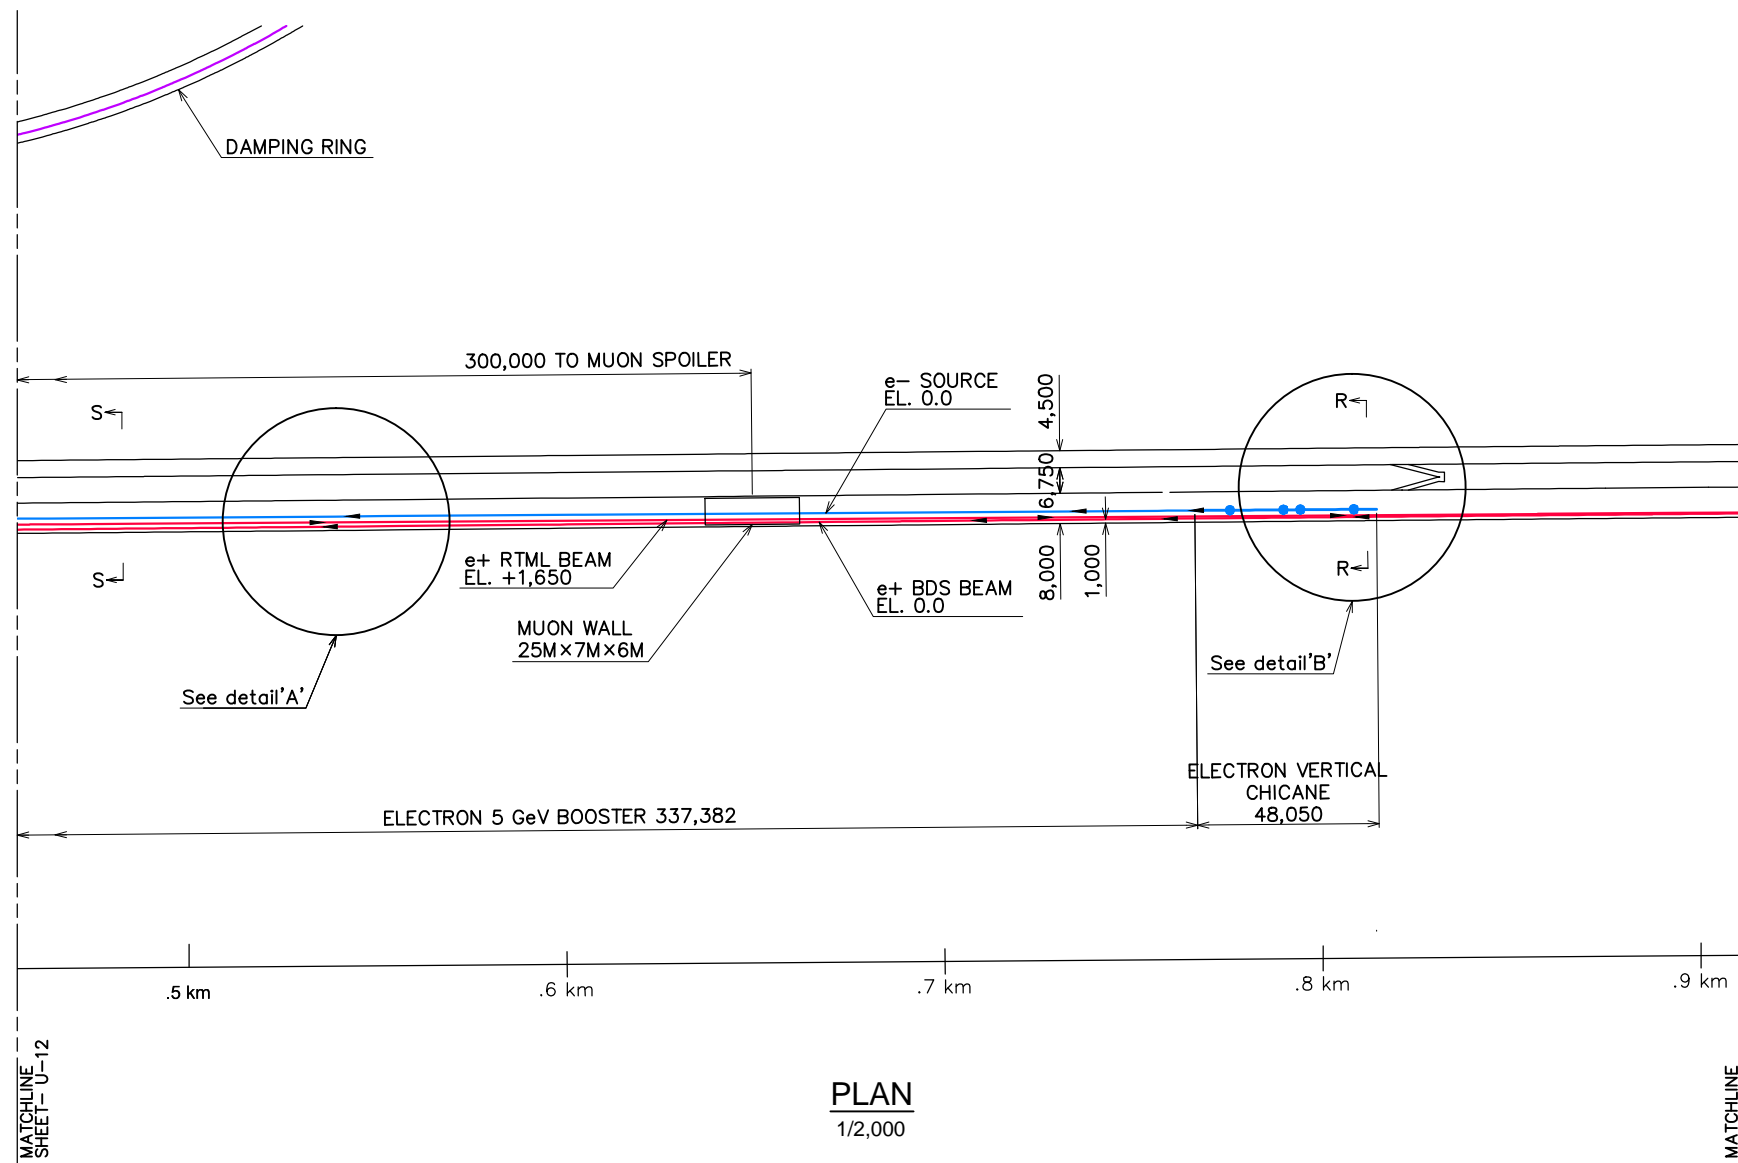 DAMPING RING
300,000 TO MUON SPOILER
e− SOURCE
EL. 0.0
4,500
S
R
6,750
e+ RTML BEAM
EL. +1,650
8,000
1,000
e+ BDS BEAM
EL. 0.0
S
R
MUON WALL
25M×7M×6M
See detail'A'
See detail'B'
ELECTRON VERTICAL
CHICANE
48,050
ELECTRON 5 GeV BOOSTER 337,382
.5 km
.6 km
.7 km
.8 km
.9 km
MATCHLINE
SHEET− U−12
PLAN
1/2,000
MATCHLINE